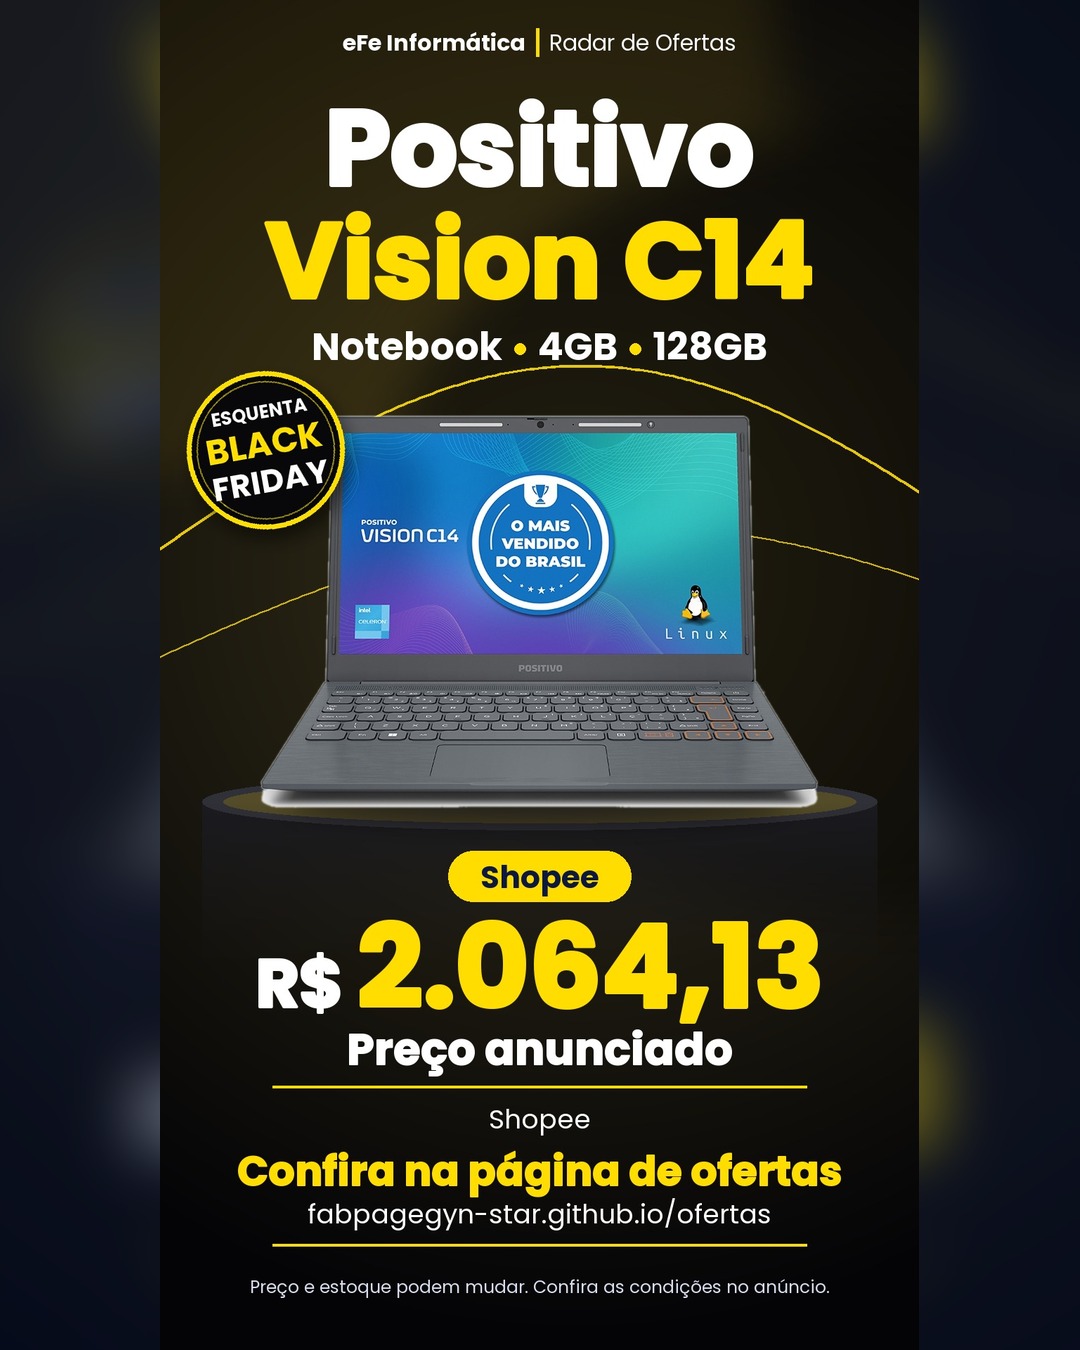 eFe Informática | Radar de Ofertas
Positivo
Vision C14
Notebook • 4GB • 128GB
ESQUENTA
BLACK
FRIDAY
POSITIVO
VISION C14
O MAIS
VENDIDO
DO BRASIL
intel
CELERON
Linux
POSITIVO
Shopee
R$ 2.064,13
Preço anunciado
Shopee
Confira na página de ofertas
fabpagegyn-star.github.io/ofertas
Preço e estoque podem mudar. Confira as condições no anúncio.